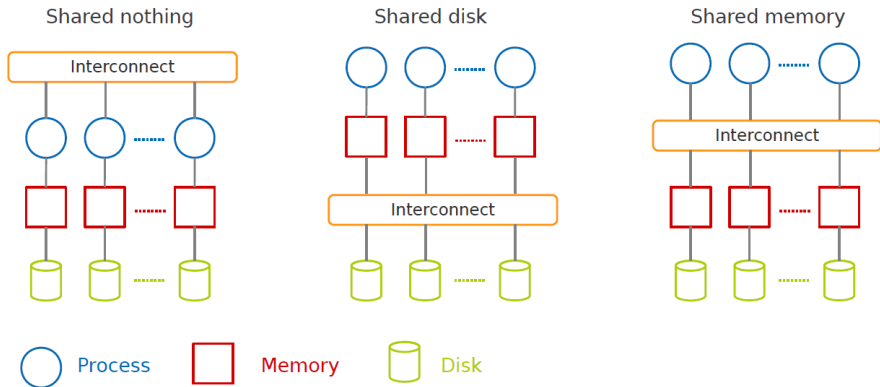 Shared nothing
Shared disk
Shared memory
Interconnect
Interconnect
Interconnect
Process
Memory
Disk